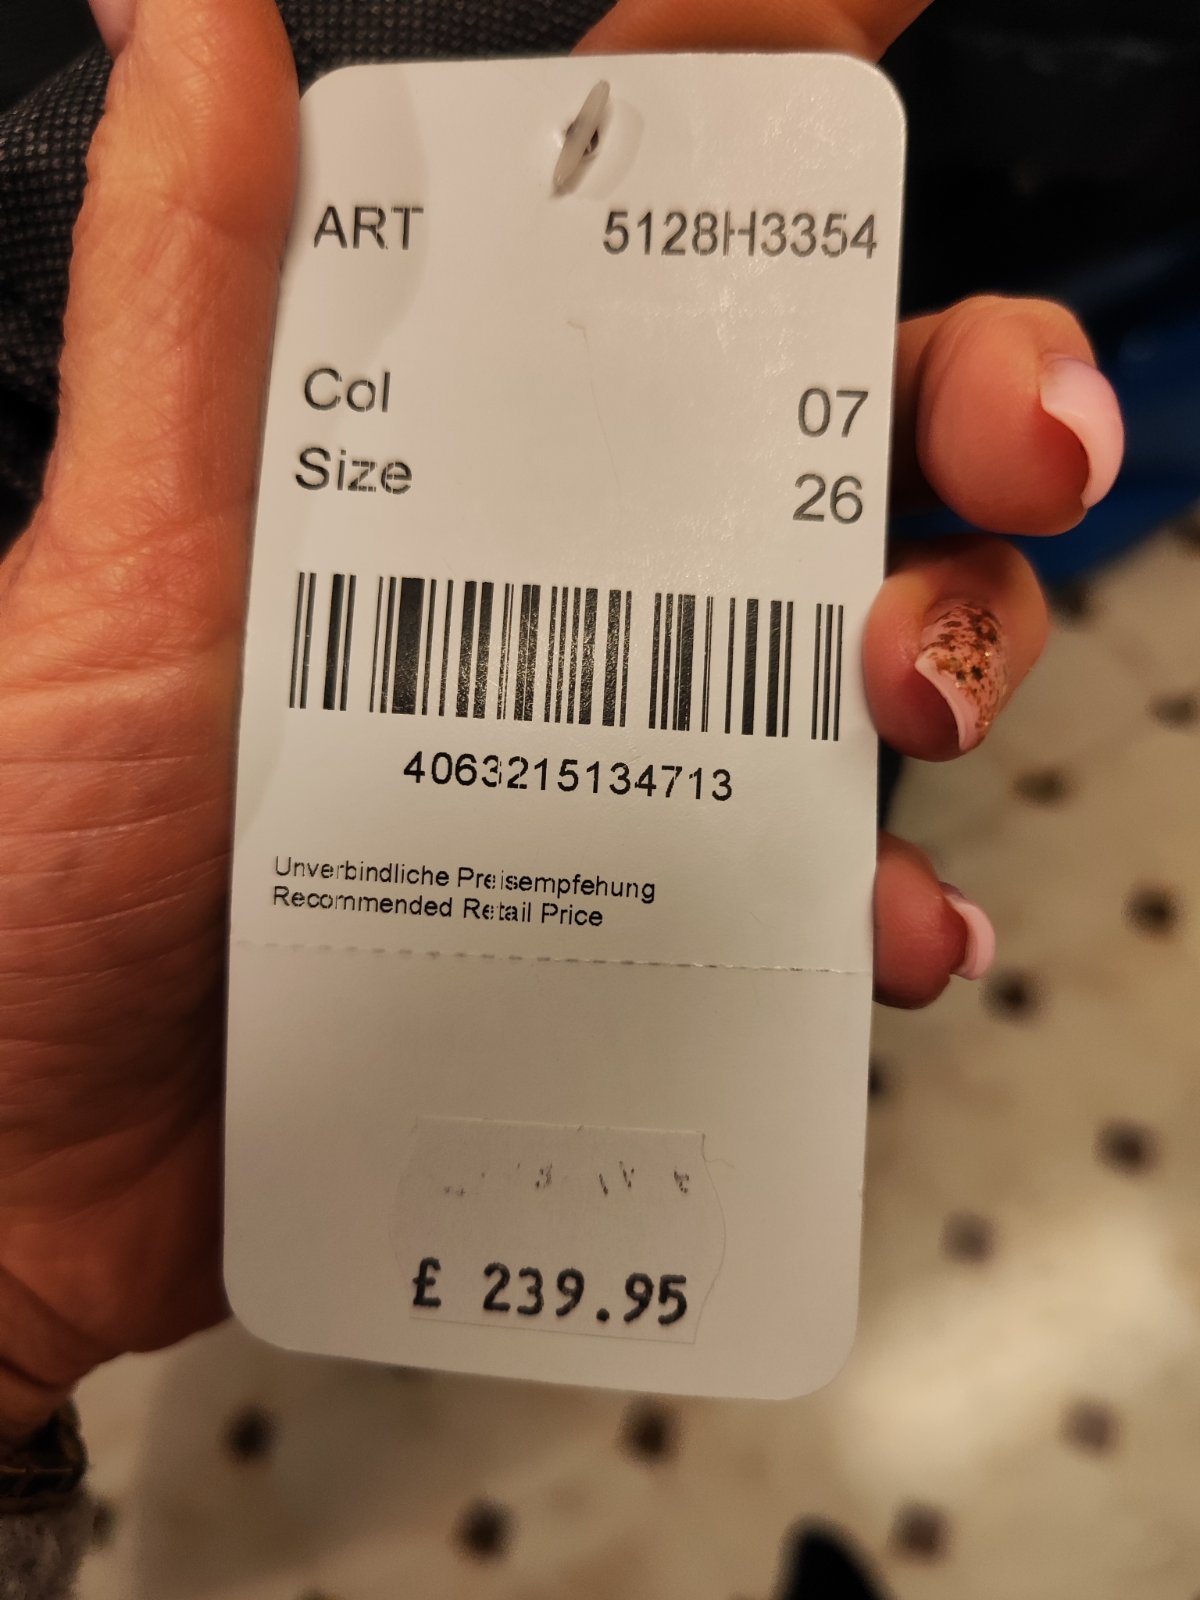 ART 5128H3354
Col 07
Size 26
4063215134713
Unverbindliche Preisempfehung
Recommended Retail Price
£ 239.95